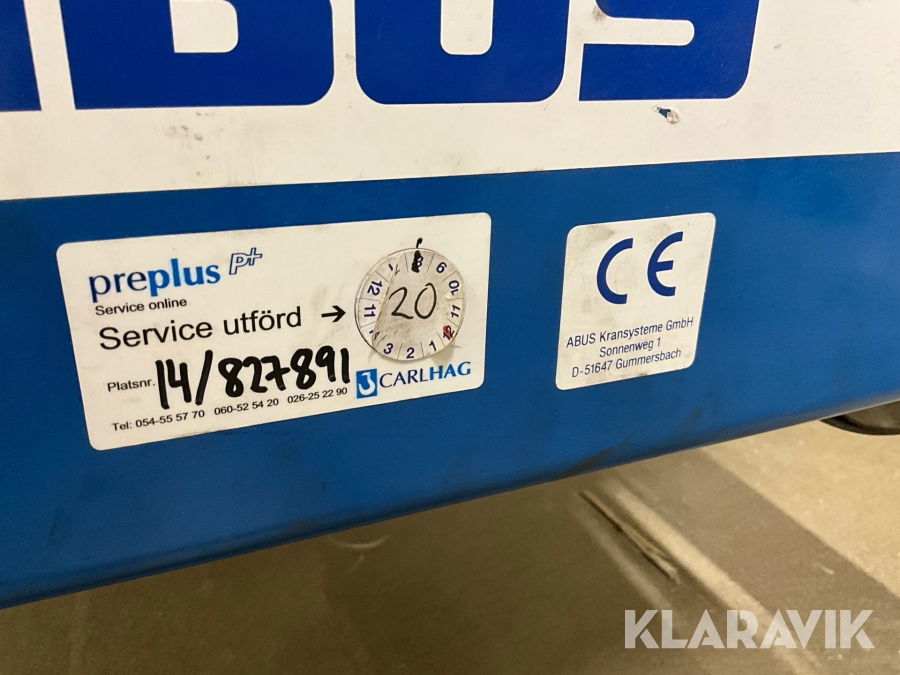 ABUS
preplus p+
Service online
Service utförd →
20
Platsnr. 14/827891
CARLHAG
Tel: 054-55 57 70 060-52 54 20 026-25 22 90
CE
ABUS Kransysteme GmbH
Sonnenweg 1
D-51647 Gummersbach
KLARAVIK